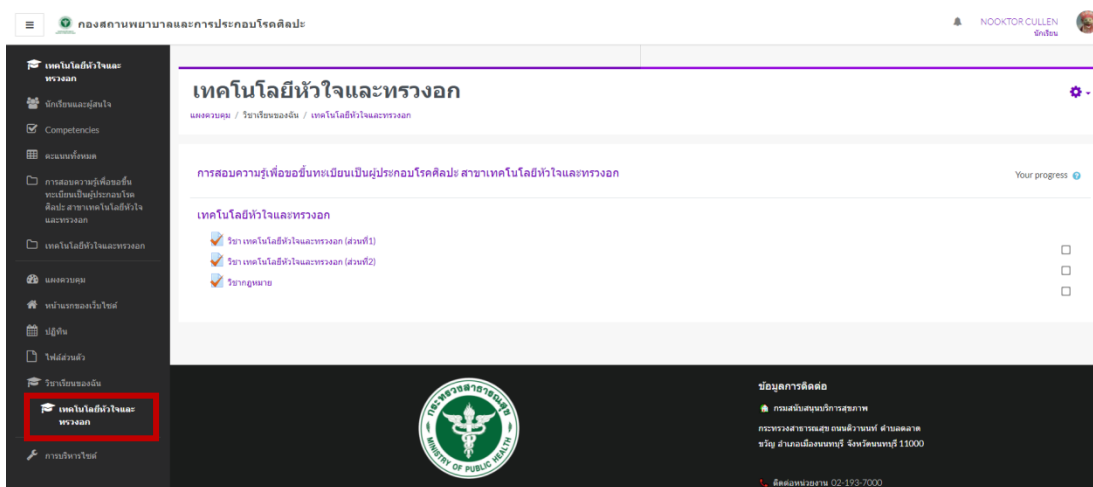 กองสถานพยาบาลและการประกอบโรคศิลปะ
NOOKTOR CULLEN
นักเรียน
เทคโนโลยีหัวใจและ
ทรวงอก
นักเรียนและผู้สนใจ
Competencies
คะแนนทั้งหมด
การสอบความรู้เพื่อขอขึ้น
ทะเบียนเป็นผู้ประกอบโรค
ศิลปะ สาขาเทคโนโลยีหัวใจ
และทรวงอก
เทคโนโลยีหัวใจและทรวงอก
แผงควบคุม
หน้าแรกของเว็บไซต์
ปฏิทิน
ไฟล์ส่วนตัว
วิชาเรียนของฉัน
เทคโนโลยีหัวใจและ
ทรวงอก
การบริหารไซต์
เทคโนโลยีหัวใจและทรวงอก
แผงควบคุม / วิชาเรียนของฉัน / เทคโนโลยีหัวใจและทรวงอก
การสอบความรู้เพื่อขอขึ้นทะเบียนเป็นผู้ประกอบโรคศิลปะ สาขาเทคโนโลยีหัวใจและทรวงอก
Your progress
เทคโนโลยีหัวใจและทรวงอก
วิชา เทคโนโลยีหัวใจและทรวงอก (ส่วนที่1)
วิชา เทคโนโลยีหัวใจและทรวงอก (ส่วนที่2)
วิชากฎหมาย
กระทรวงสาธารณสุข
MINISTRY OF PUBLIC HEALTH
ข้อมูลการติดต่อ
กรมสนับสนุนบริการสุขภาพ
กระทรวงสาธารณสุข ถนนติวานนท์ ตำบลตลาด
ขวัญ อำเภอเมืองนนทบุรี จังหวัดนนทบุรี 11000
ติดต่อหน่วยงาน 02-193-7000